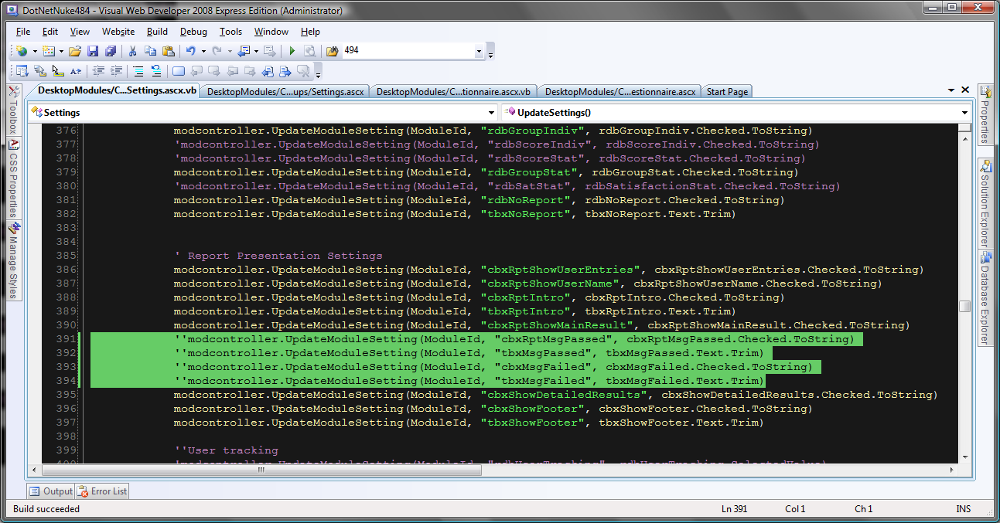 DotNetNuke484 - Visual Web Developer 2008 Express Edition (Administrator)
File Edit View Website Build Debug Tools Window Help
494
DesktopModules/C...Settings.ascx.vb DesktopModules/C...ups/Settings.ascx DesktopModules/C...tionnaire.ascx.vb DesktopModules/C...estionnaire.ascx Start Page
Settings UpdateSettings()
Toolbox
CSS Properties
Manage Styles
376 modcontroller.UpdateModuleSetting(ModuleId, "rdbGroupIndiv", rdbGroupIndiv.Checked.ToString)
377 'modcontroller.UpdateModuleSetting(ModuleId, "rdbScoreIndiv", rdbScoreIndiv.Checked.ToString)
378 'modcontroller.UpdateModuleSetting(ModuleId, "rdbScoreStat", rdbScoreStat.Checked.ToString)
379 modcontroller.UpdateModuleSetting(ModuleId, "rdbGroupStat", rdbGroupStat.Checked.ToString)
380 'modcontroller.UpdateModuleSetting(ModuleId, "rdbSatStat", rdbSatisfactionStat.Checked.ToString)
381 modcontroller.UpdateModuleSetting(ModuleId, "rdbNoReport", rdbNoReport.Checked.ToString)
382 modcontroller.UpdateModuleSetting(ModuleId, "tbxNoReport", tbxNoReport.Text.Trim)
383
384
385 ' Report Presentation Settings
386 modcontroller.UpdateModuleSetting(ModuleId, "cbxRptShowUserEntries", cbxRptShowUserEntries.Checked.ToString)
387 modcontroller.UpdateModuleSetting(ModuleId, "cbxRptShowUserName", cbxRptShowUserName.Checked.ToString)
388 modcontroller.UpdateModuleSetting(ModuleId, "cbxRptIntro", cbxRptIntro.Checked.ToString)
389 modcontroller.UpdateModuleSetting(ModuleId, "tbxRptIntro", tbxRptIntro.Text.Trim)
390 modcontroller.UpdateModuleSetting(ModuleId, "cbxRptShowMainResult", cbxRptShowMainResult.Checked.ToString)
391 ''modcontroller.UpdateModuleSetting(ModuleId, "cbxRptMsgPassed", cbxRptMsgPassed.Checked.ToString)
392 ''modcontroller.UpdateModuleSetting(ModuleId, "tbxMsgPassed", tbxMsgPassed.Text.Trim)
393 ''modcontroller.UpdateModuleSetting(ModuleId, "cbxMsgFailed", cbxMsgFailed.Checked.ToString)
394 ''modcontroller.UpdateModuleSetting(ModuleId, "tbxMsgFailed", tbxMsgFailed.Text.Trim)
395 modcontroller.UpdateModuleSetting(ModuleId, "cbxShowDetailedResults", cbxShowDetailedResults.Checked.ToString)
396 modcontroller.UpdateModuleSetting(ModuleId, "cbxShowFooter", cbxShowFooter.Checked.ToString)
397 modcontroller.UpdateModuleSetting(ModuleId, "tbxShowFooter", tbxShowFooter.Text.Trim)
398
399 ''User tracking
400 'modcontroller.UpdateModuleSetting(ModuleId, "rdbUserTracking", rdbUserTracking.SelectedValue)
Properties
Solution Explorer
Database Explorer
Output Error List
Build succeeded Ln 391 Col 1 Ch 1 INS